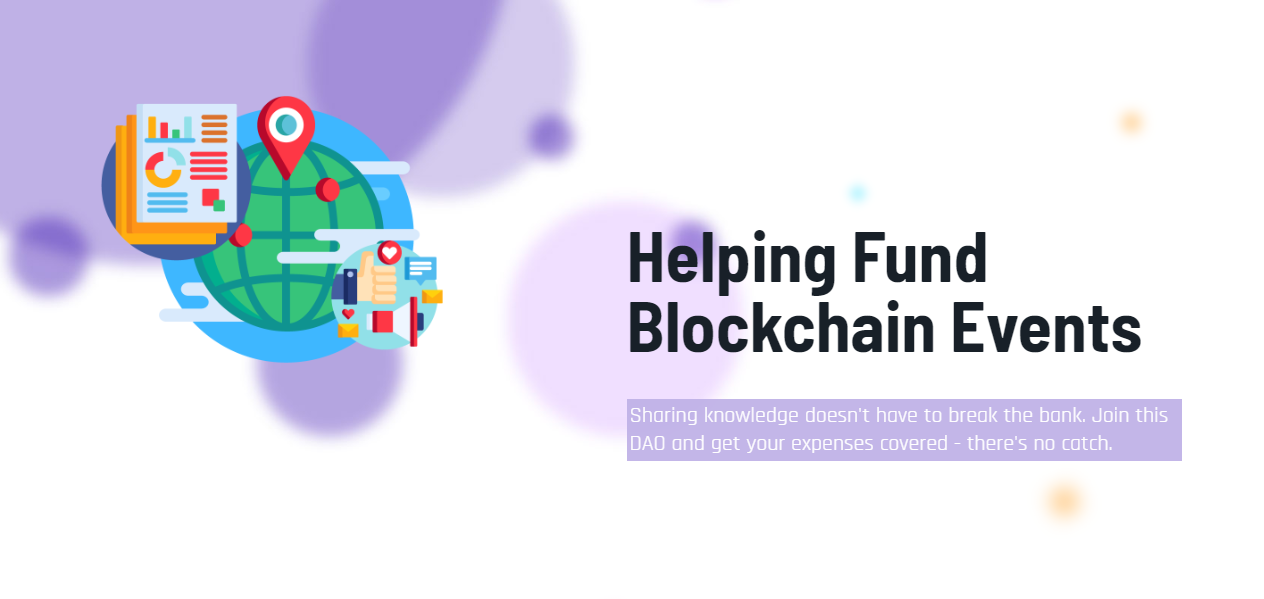 Helping Fund
Blockchain Events
Sharing knowledge doesn't have to break the bank. Join this
DAO and get your expenses covered - there's no catch.